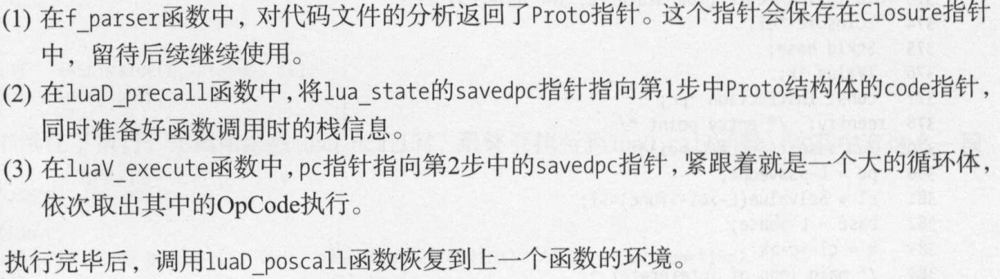 (1) 在f_parser函数中，对代码文件的分析返回了Proto指针。这个指针会保存在Closure指针
中，留待后续继续使用。
(2) 在luaD_precall函数中，将lua_state的savedpc指针指向第1步中Proto结构体的code指针，
同时准备好函数调用时的栈信息。
(3) 在luaV_execute函数中，pc指针指向第2步中的savedpc指针，紧跟着就是一个大的循环体，
依次取出其中的OpCode执行。
执行完毕后，调用luaD_poscall函数恢复到上一个函数的环境。